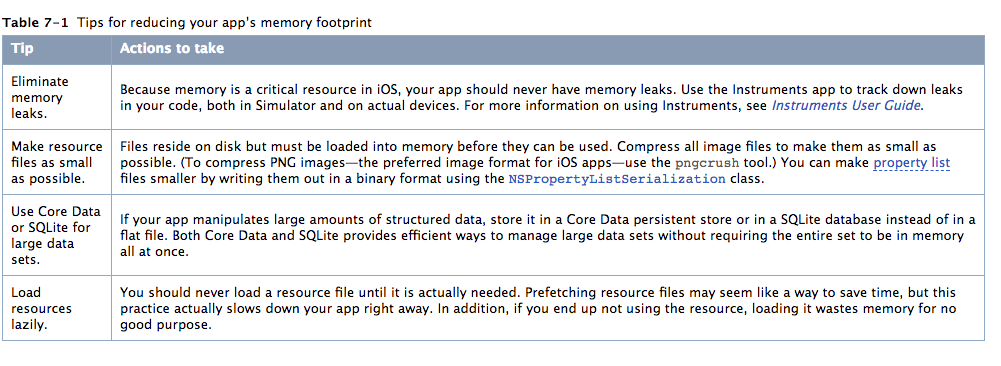 Table 7-1 Tips for reducing your app's memory footprint
Tip
Actions to take
Eliminate
memory
leaks.
Because memory is a critical resource in iOS, your app should never have memory leaks. Use the Instruments app to track down leaks
in your code, both in Simulator and on actual devices. For more information on using Instruments, see Instruments User Guide.
Make resource
files as small
as possible.
Files reside on disk but must be loaded into memory before they can be used. Compress all image files to make them as small as
possible. (To compress PNG images—the preferred image format for iOS apps—use the pngcrush tool.) You can make property list
files smaller by writing them out in a binary format using the NSPropertyListSerialization class.
Use Core Data
or SQLite for
large data
sets.
If your app manipulates large amounts of structured data, store it in a Core Data persistent store or in a SQLite database instead of in a
flat file. Both Core Data and SQLite provides efficient ways to manage large data sets without requiring the entire set to be in memory
all at once.
Load
resources
lazily.
You should never load a resource file until it is actually needed. Prefetching resource files may seem like a way to save time, but this
practice actually slows down your app right away. In addition, if you end up not using the resource, loading it wastes memory for no
good purpose.